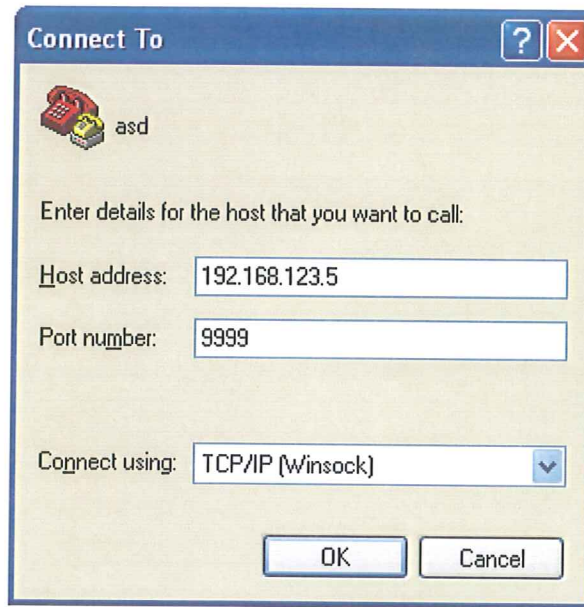 Connect To
asd
Enter details for the host that you want to call:
Host address: 192.168.123.5
Port number: 9999
Connect using: TCP/IP (Winsock)
OK Cancel